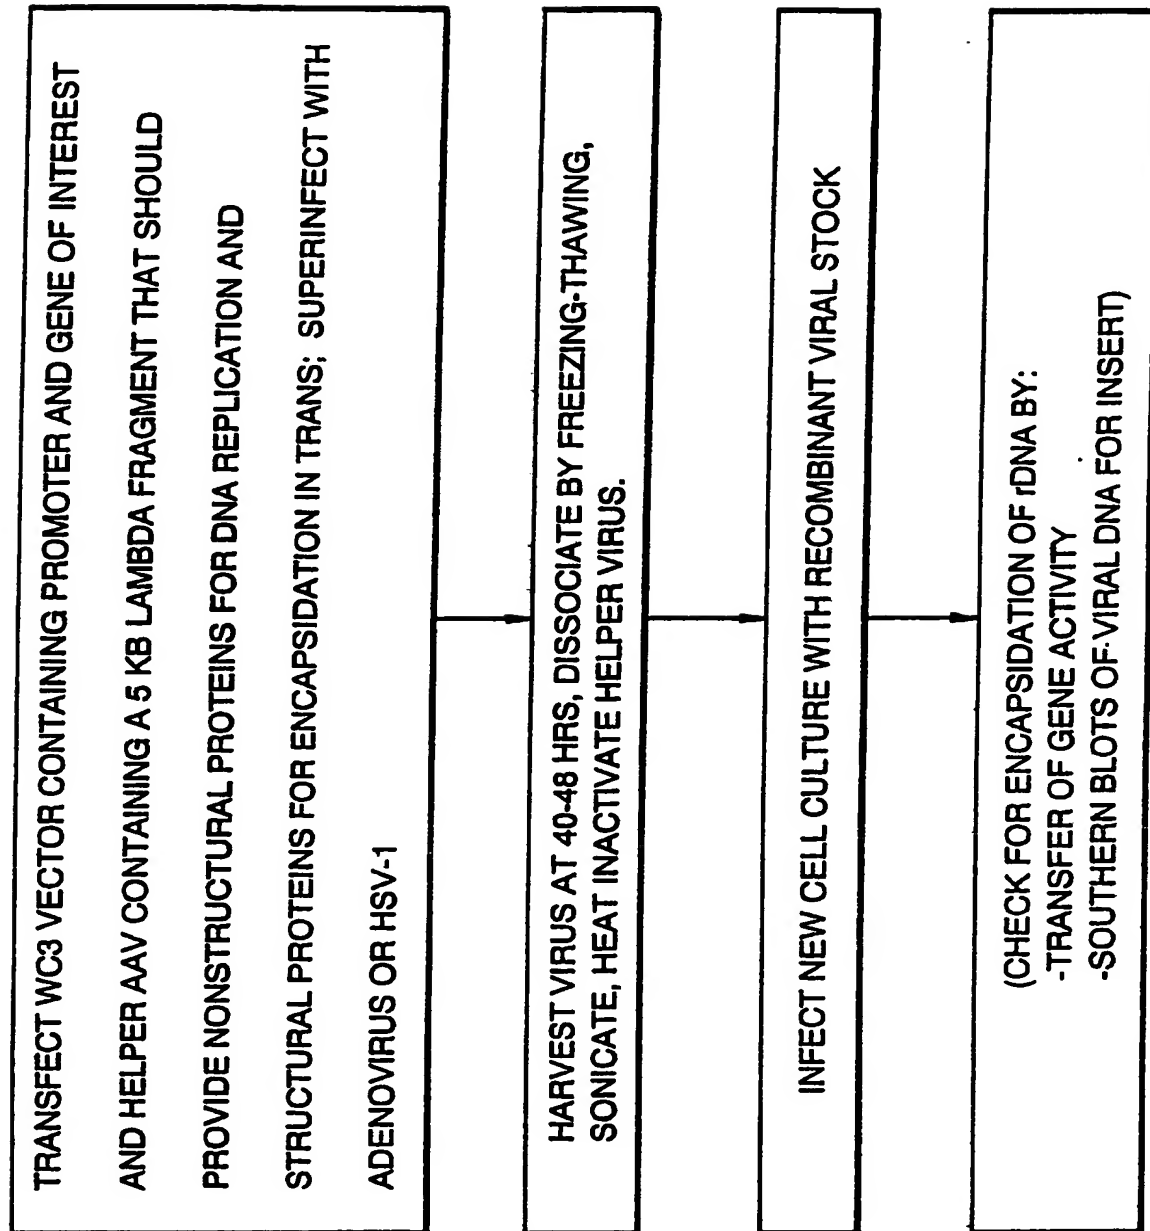 TRANSFECT WC3 VECTOR CONTAINING PROMOTER AND GENE OF INTEREST
AND HELPER AAV CONTAINING A 5 KB LAMBDA FRAGMENT THAT SHOULD
PROVIDE NONSTRUCTURAL PROTEINS FOR DNA REPLICATION AND
STRUCTURAL PROTEINS FOR ENCAPSIDATION IN TRANS; SUPERINFECT WITH
ADENOVIRUS OR HSV-1
HARVEST VIRUS AT 40-48 HRS, DISSOCIATE BY FREEZING-THAWING,
SONICATE, HEAT INACTIVATE HELPER VIRUS.
INFECT NEW CELL CULTURE WITH RECOMBINANT VIRAL STOCK
(CHECK FOR ENCAPSIDATION OF rDNA BY:
-TRANSFER OF GENE ACTIVITY
-SOUTHERN BLOTS OF VIRAL DNA FOR INSERT)